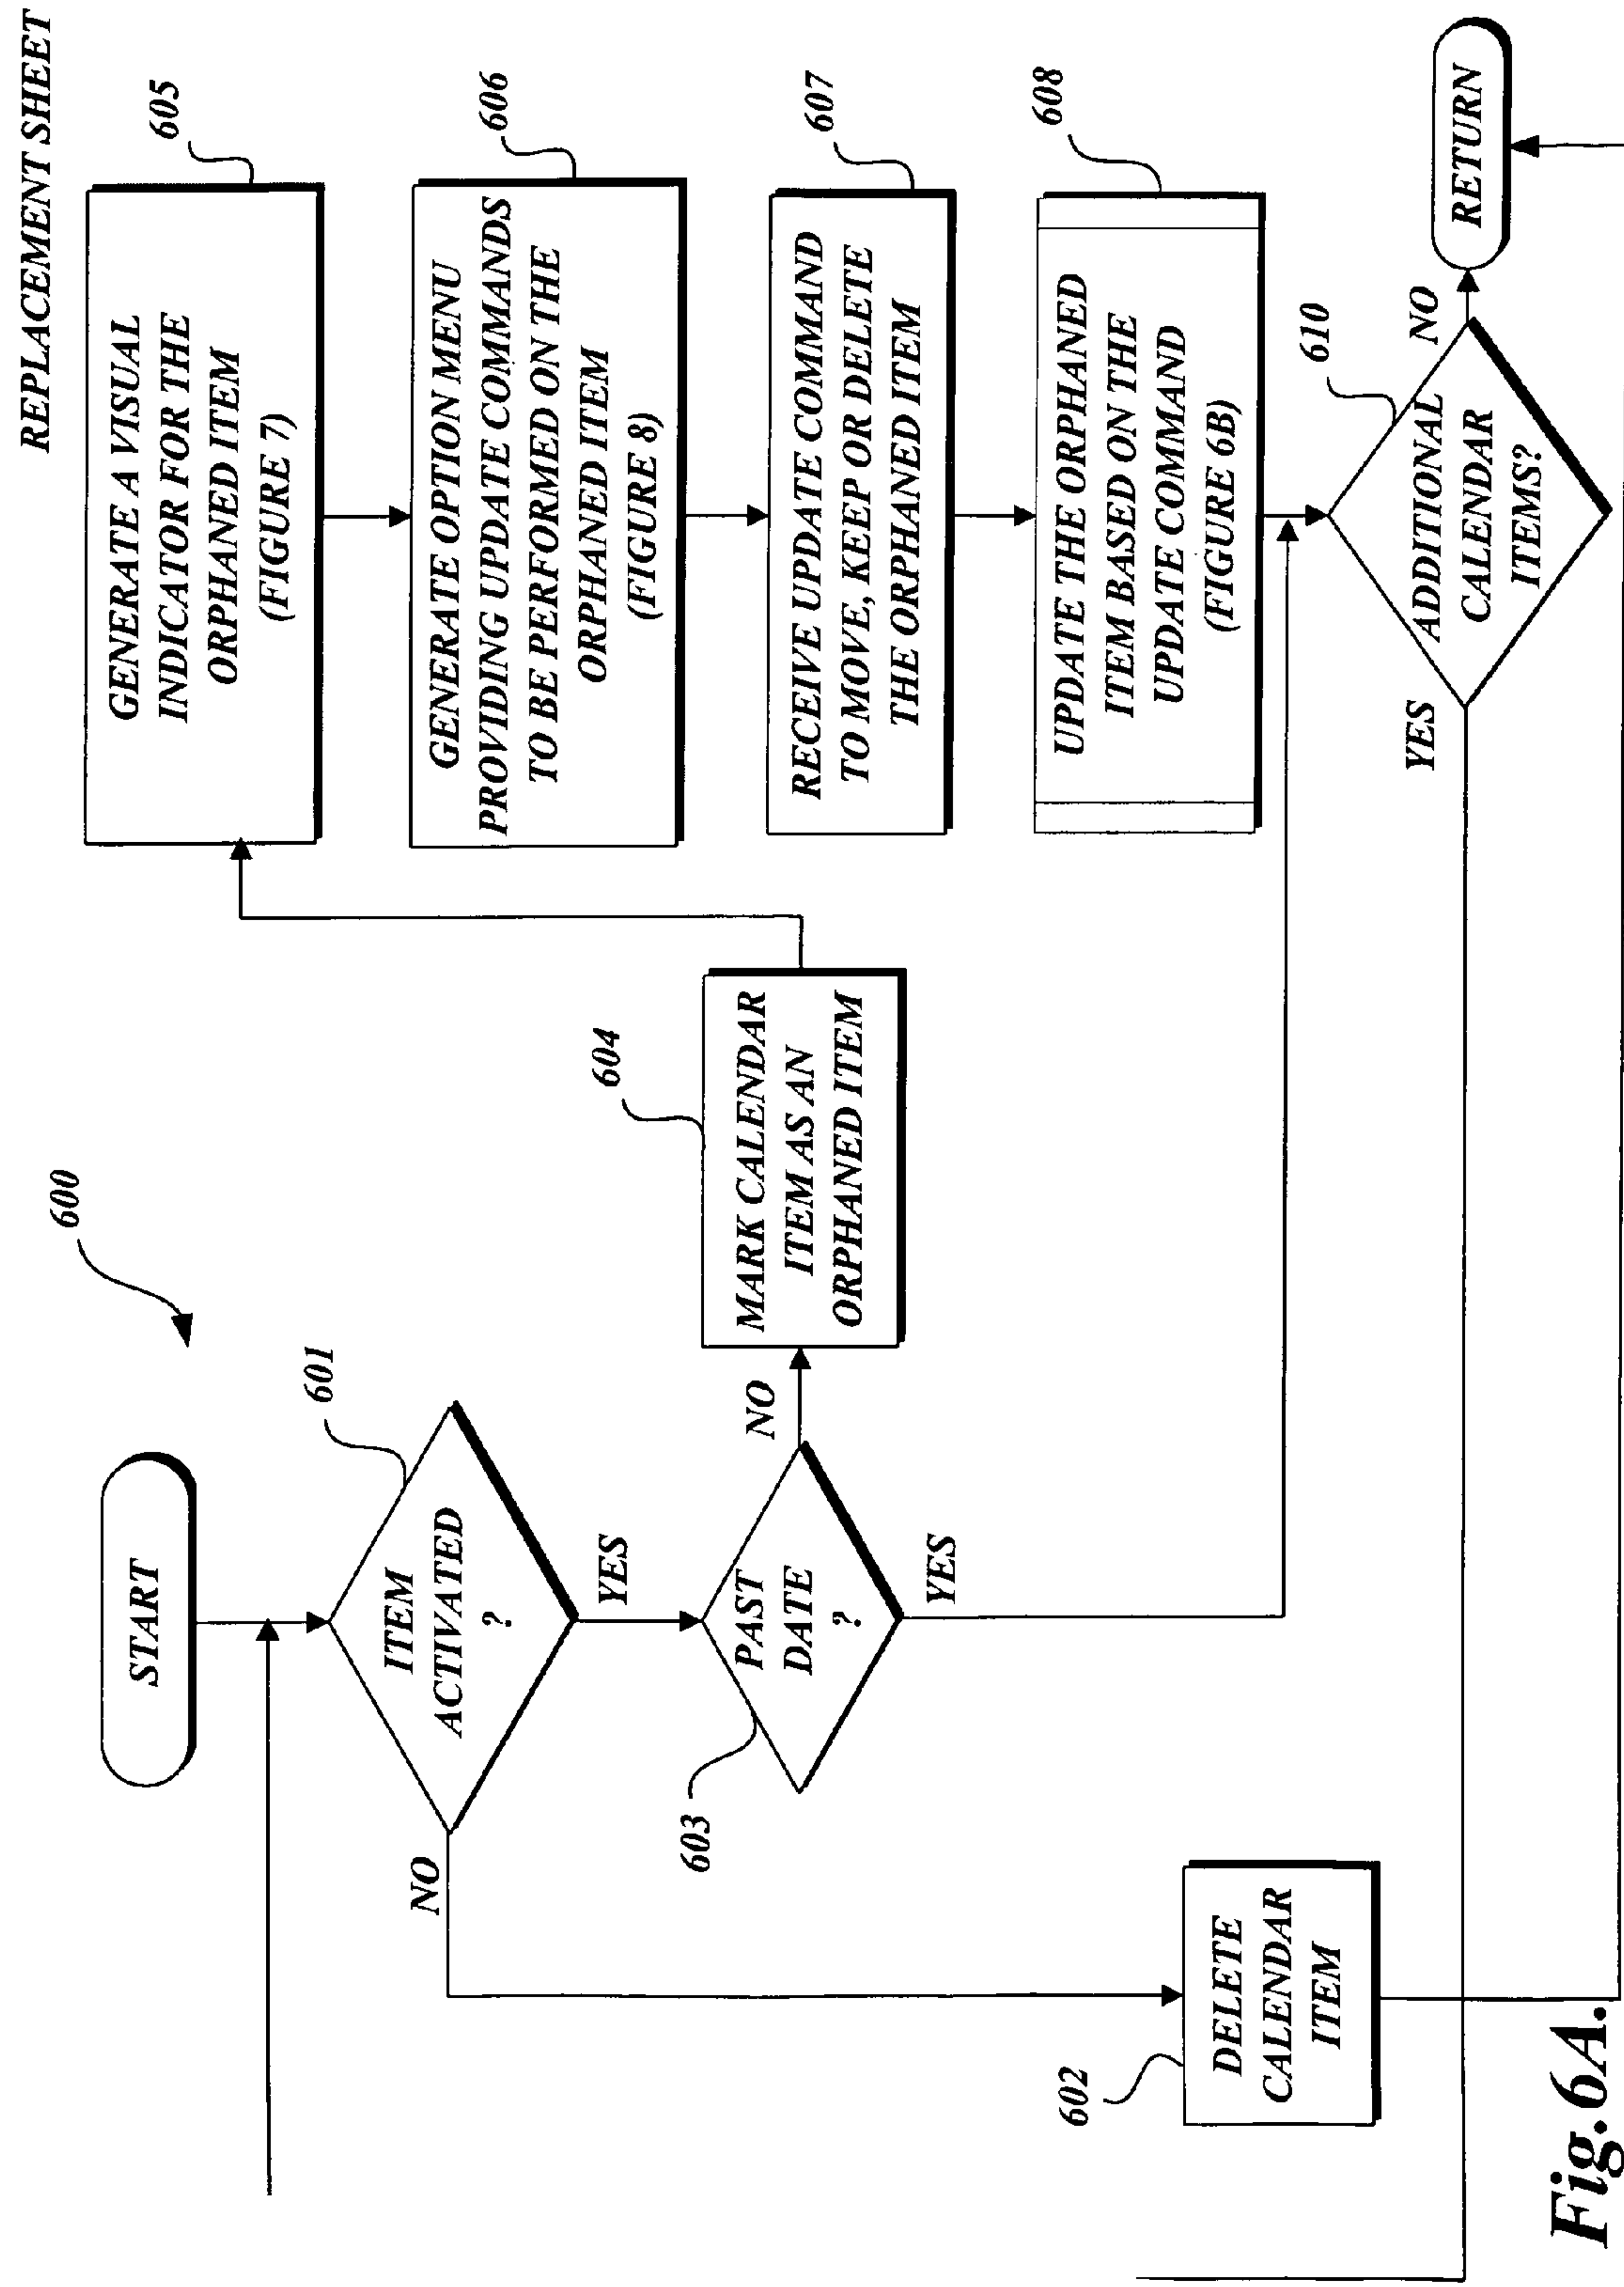 REPLACEMENT SHEET
600
START
601
ITEM
ACTIVATED
?
NO
YES
603
PAST
DATE
?
NO
YES
602
DELETE
CALENDAR
ITEM
604
MARK CALENDAR
ITEM AS AN
ORPHANED ITEM
605
GENERATE A VISUAL
INDICATOR FOR THE
ORPHANED ITEM
(FIGURE 7)
606
GENERATE OPTION MENU
PROVIDING UPDATE COMMANDS
TO BE PERFORMED ON THE
ORPHANED ITEM
(FIGURE 8)
607
RECEIVE UPDATE COMMAND
TO MOVE, KEEP OR DELETE
THE ORPHANED ITEM
608
UPDATE THE ORPHANED
ITEM BASED ON THE
UPDATE COMMAND
(FIGURE 6B)
610
ADDITIONAL
CALENDAR
ITEMS?
YES
NO
RETURN
Fig.6A.